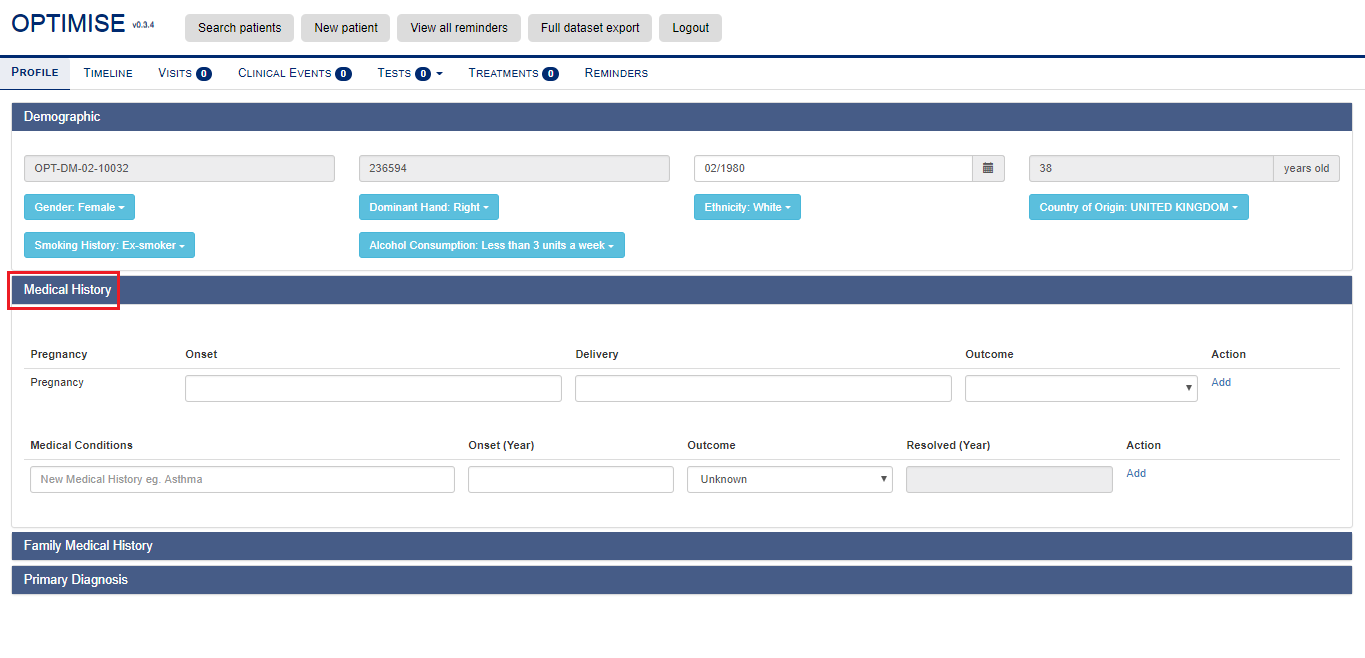 OPTIMISE v0.3.4 Search patients New patient View all reminders Full dataset export Logout
PROFILE TIMELINE VISITS 0 CLINICAL EVENTS 0 TESTS 0 TREATMENTS 0 REMINDERS
Demographic
OPT-DM-02-10032 236594 02/1980 38 years old
Gender: Female Dominant Hand: Right Ethnicity: White Country of Origin: UNITED KINGDOM
Smoking History: Ex-smoker Alcohol Consumption: Less than 3 units a week
Medical History
Pregnancy Onset Delivery Outcome Action
Pregnancy Add
Medical Conditions Onset (Year) Outcome Resolved (Year) Action
New Medical History eg. Asthma Unknown Add
Family Medical History
Primary Diagnosis